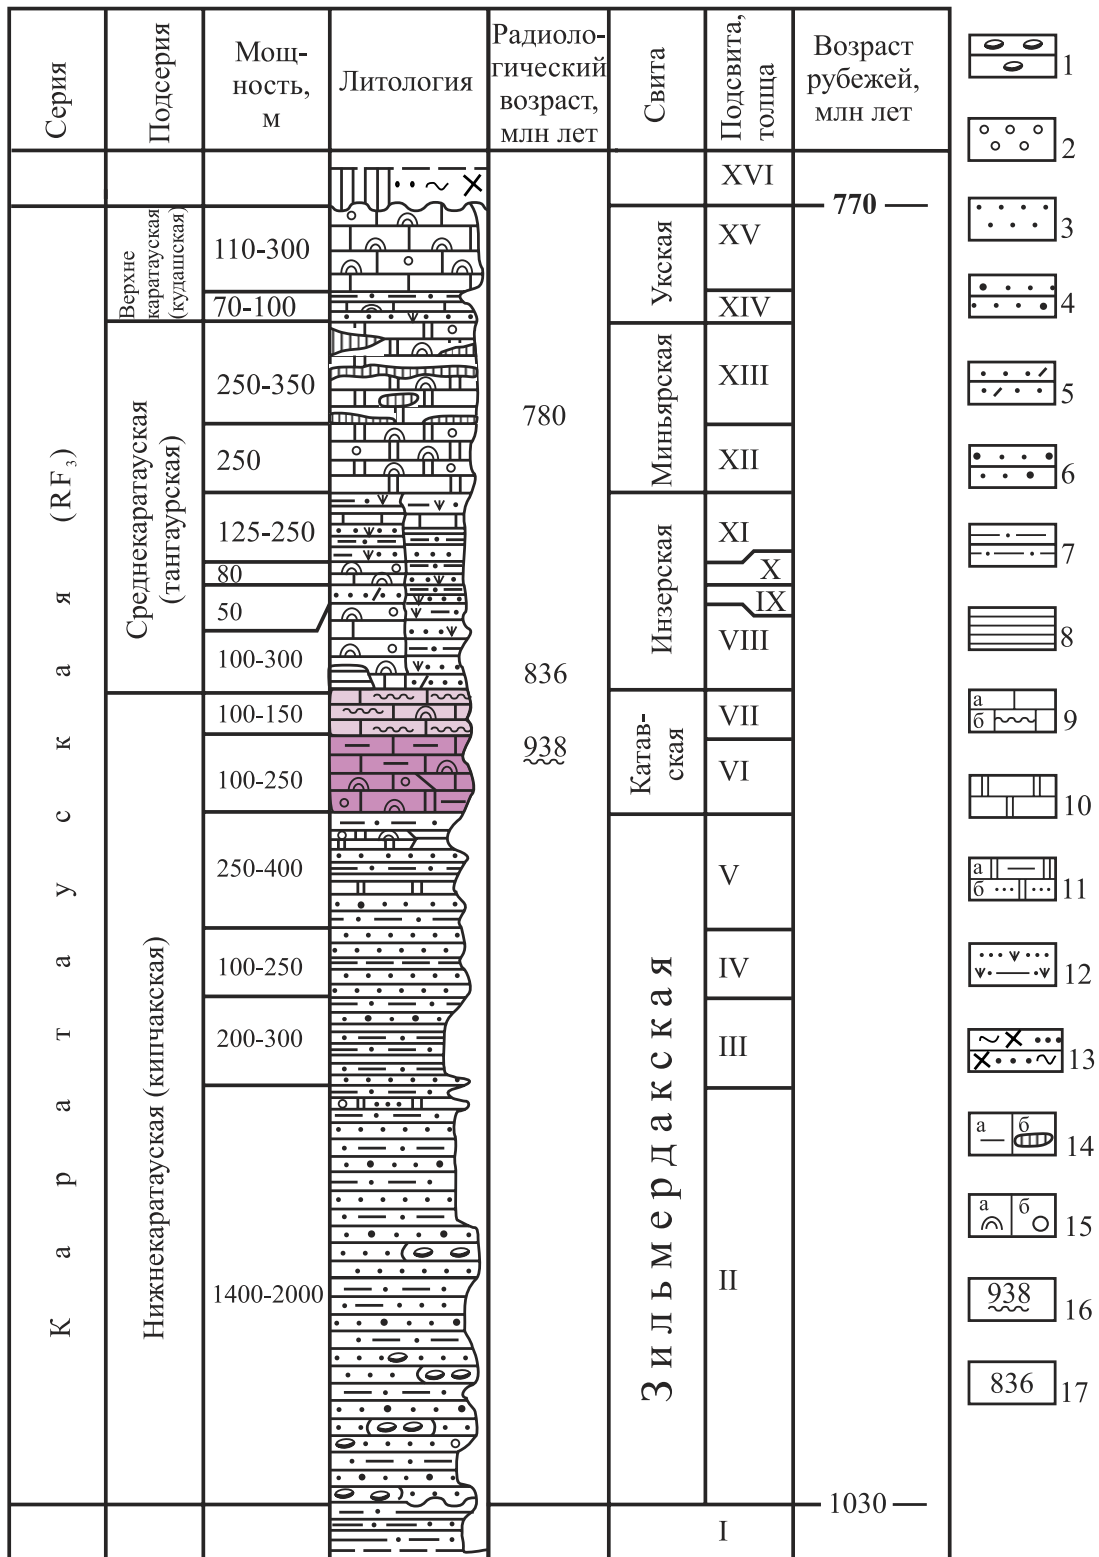 Серия
Подсерия
Мощ-
ность,
м
Литология
Радиоло-
гический
возраст,
млн лет
Свита
Подсвита,
толща
Возраст
рубежей,
млн лет
Каратауская (RF3)
Верхне
каратауская
(кудашская)
Среднекаратауская
(тангаурская)
Нижнекаратауская (кипчакская)
110-300
70-100
250-350
250
125-250
80
50
100-300
100-150
100-250
250-400
100-250
200-300
1400-2000
780
836
938
Укская
Миньярская
Инзерская
Катав-
ская
Зильмердакская
XVI
XV
XIV
XIII
XII
XI
X
IX
VIII
VII
VI
V
IV
III
II
I
770
1030
1
2
3
4
5
6
7
8
а
б
9
10
а
б
11
12
13
а б
14
а б
15
938
16
836
17